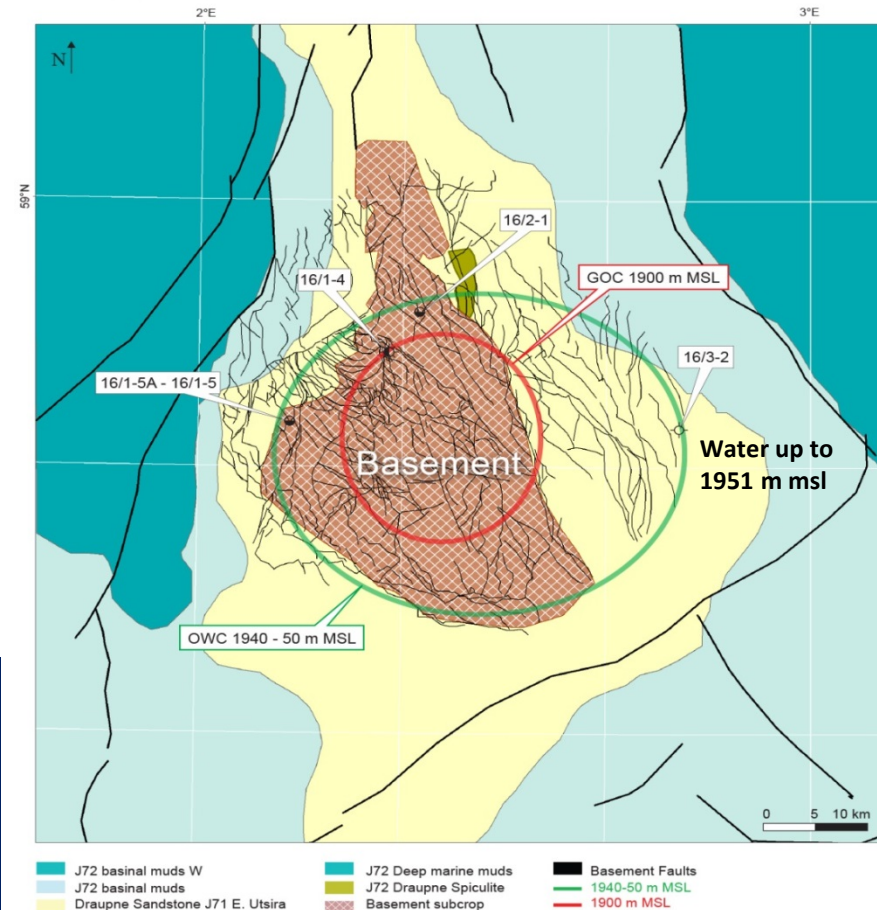 2°E
3°E
N
59°N
16/2-1
16/1-4
GOC 1900 m MSL
16/3-2
16/1-5A - 16/1-5
Water up to
1951 m msl
Basement
OWC 1940 - 50 m MSL
0 5 10 km
J72 basinal muds W
J72 Deep marine muds
Basement Faults
J72 basinal muds
J72 Draupne Spiculite
1940-50 m MSL
Draupne Sandstone J71 E. Utsira
Basement subcrop
1900 m MSL